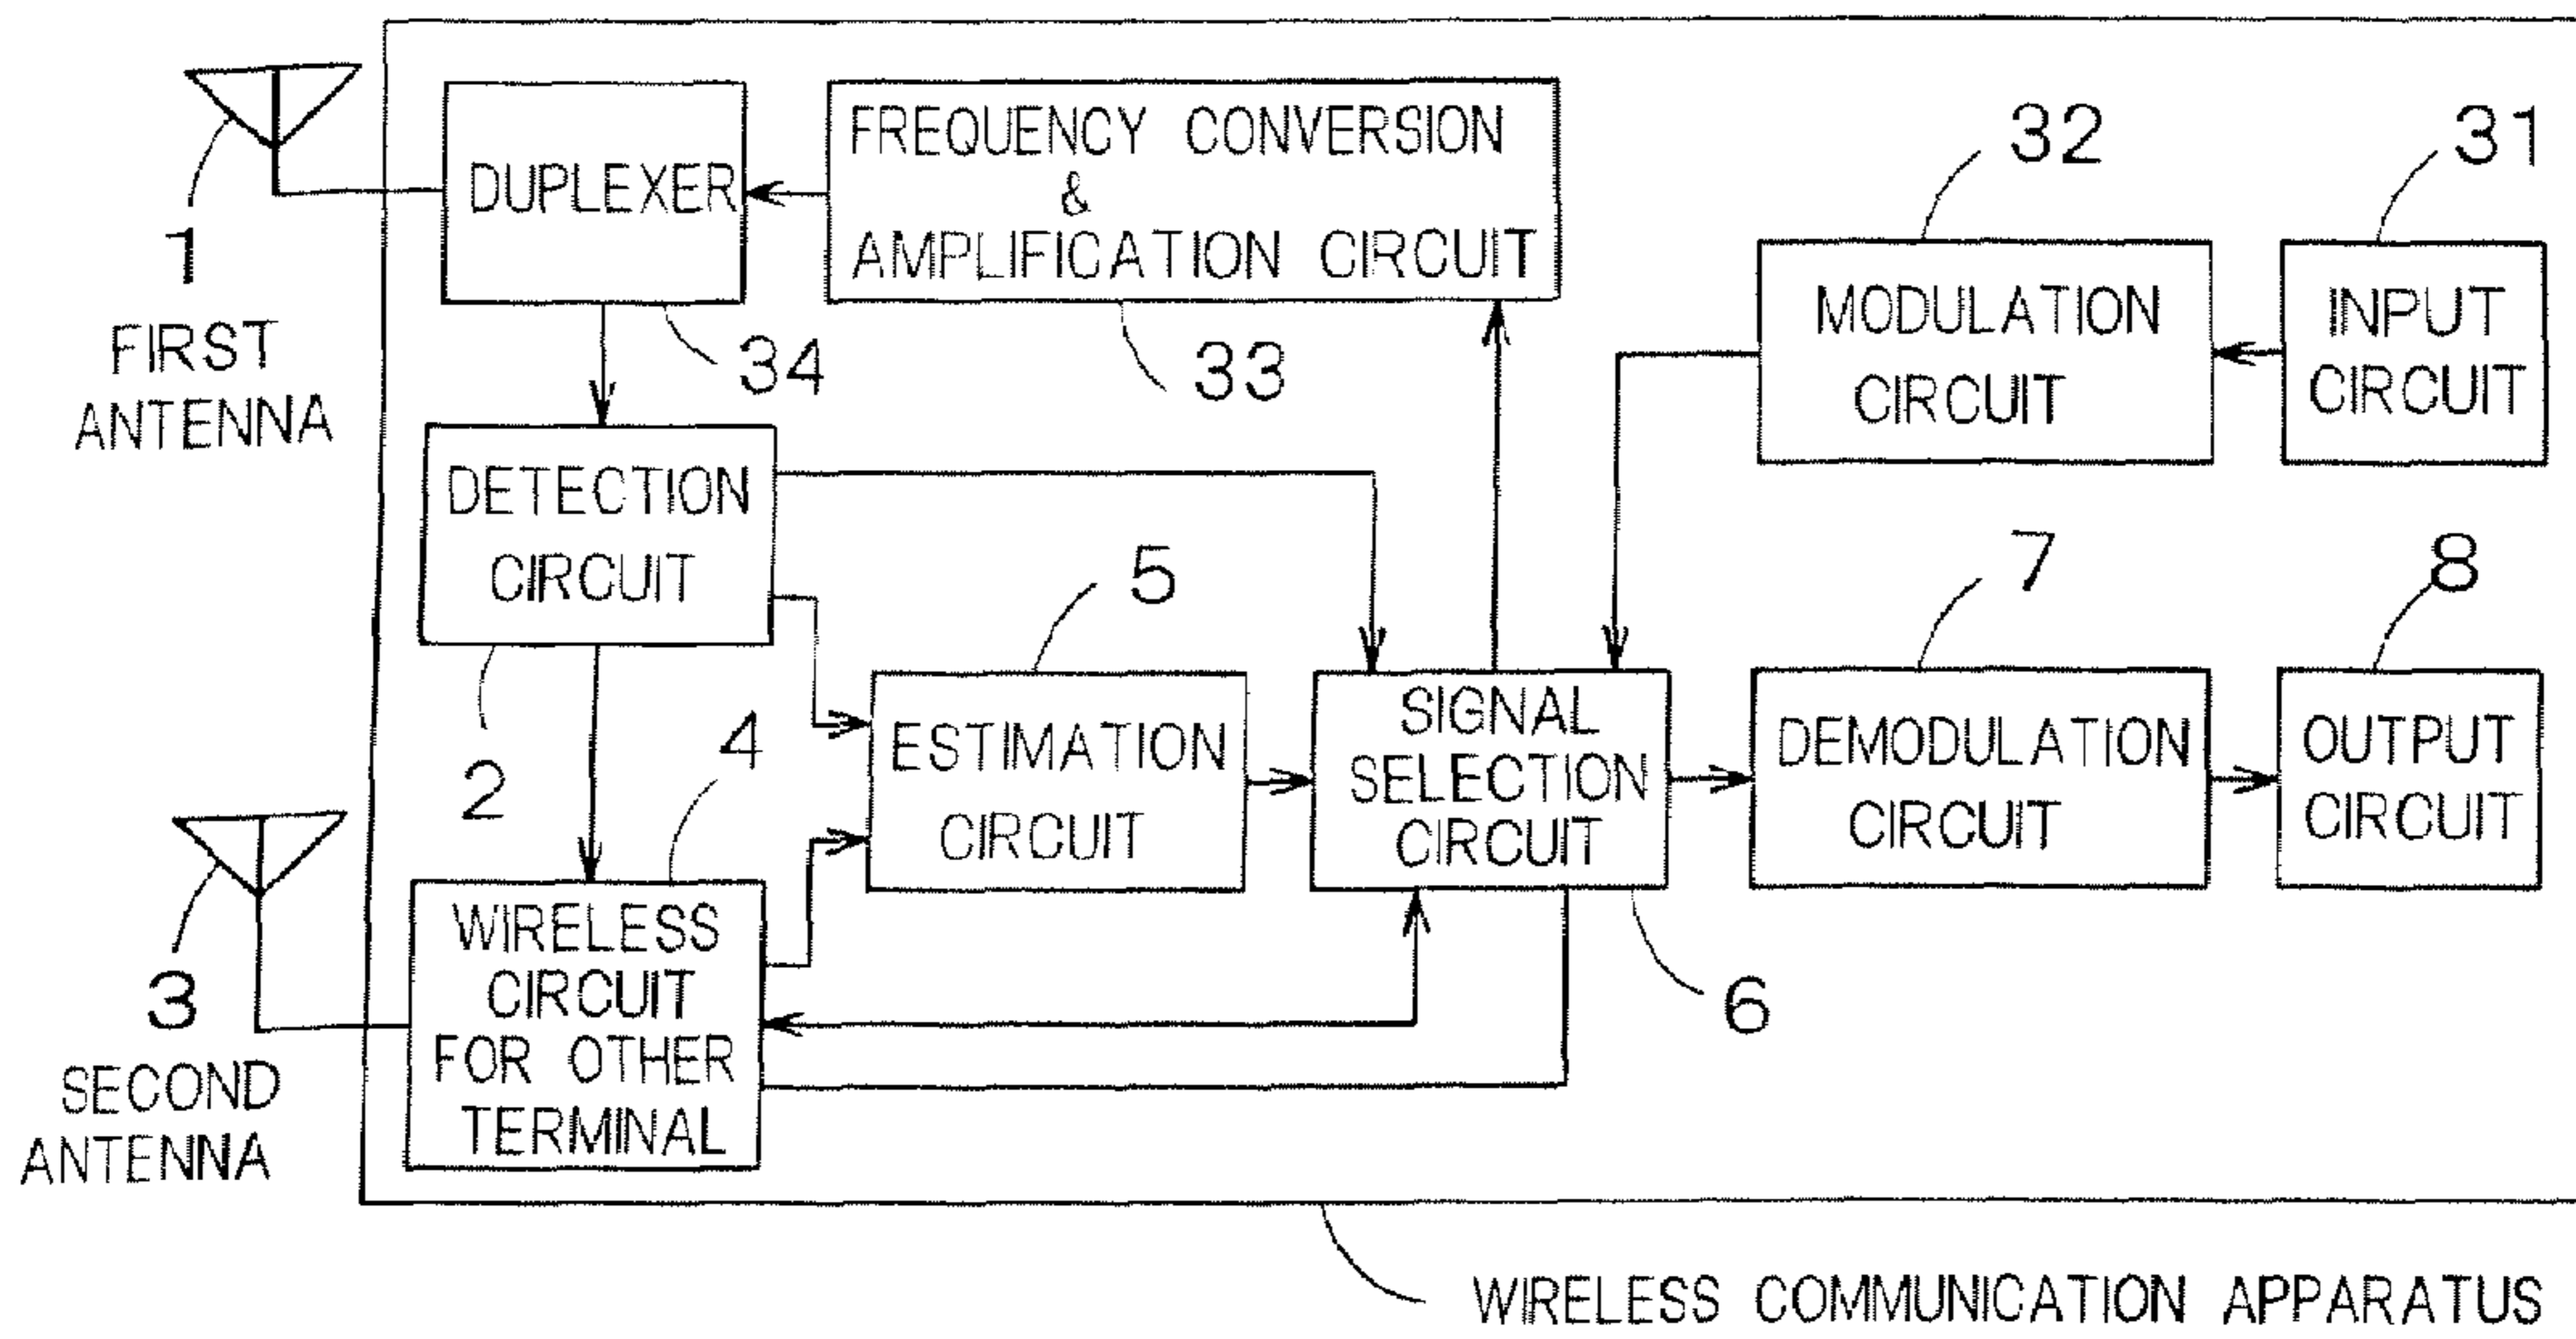 FREQUENCY CONVERSION
&
AMPLIFICATION CIRCUIT
33
DUPLEXER
34
1
FIRST
ANTENNA
32
MODULATION
CIRCUIT
31
INPUT
CIRCUIT
DETECTION
CIRCUIT
2
5
ESTIMATION
CIRCUIT
SIGNAL
SELECTION
CIRCUIT
6
7
DEMODULATION
CIRCUIT
8
OUTPUT
CIRCUIT
4
WIRELESS
CIRCUIT
FOR OTHER
TERMINAL
3
SECOND
ANTENNA
WIRELESS COMMUNICATION APPARATUS